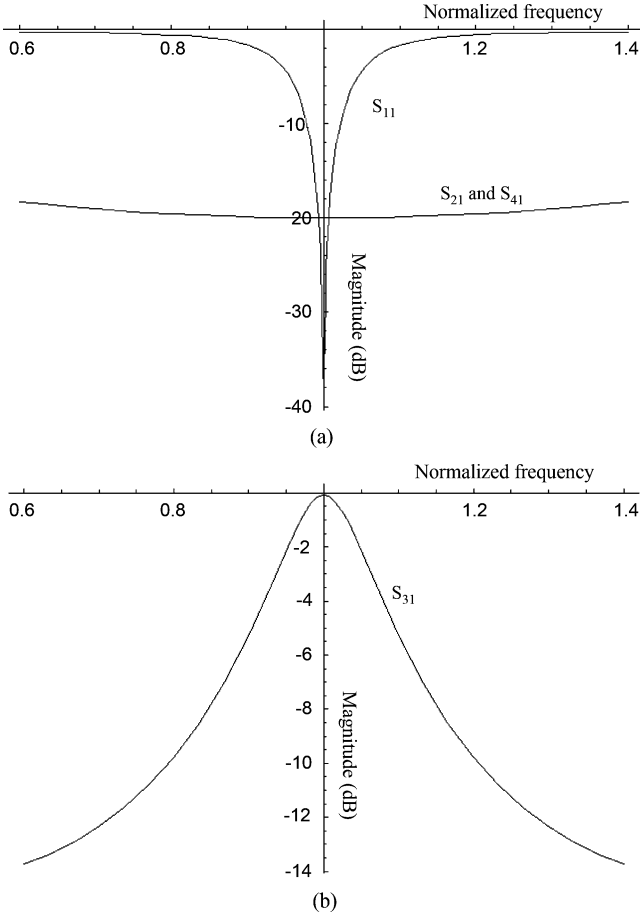 Normalized frequency
0.6 0.8 1.2 1.4
-10
S11
S21 and S41
20
-30
Magnitude (dB)
-40
(a)
Normalized frequency
0.6 0.8 1.2 1.4
-2
-4
S31
-6
-8
Magnitude (dB)
-10
-12
-14
(b)